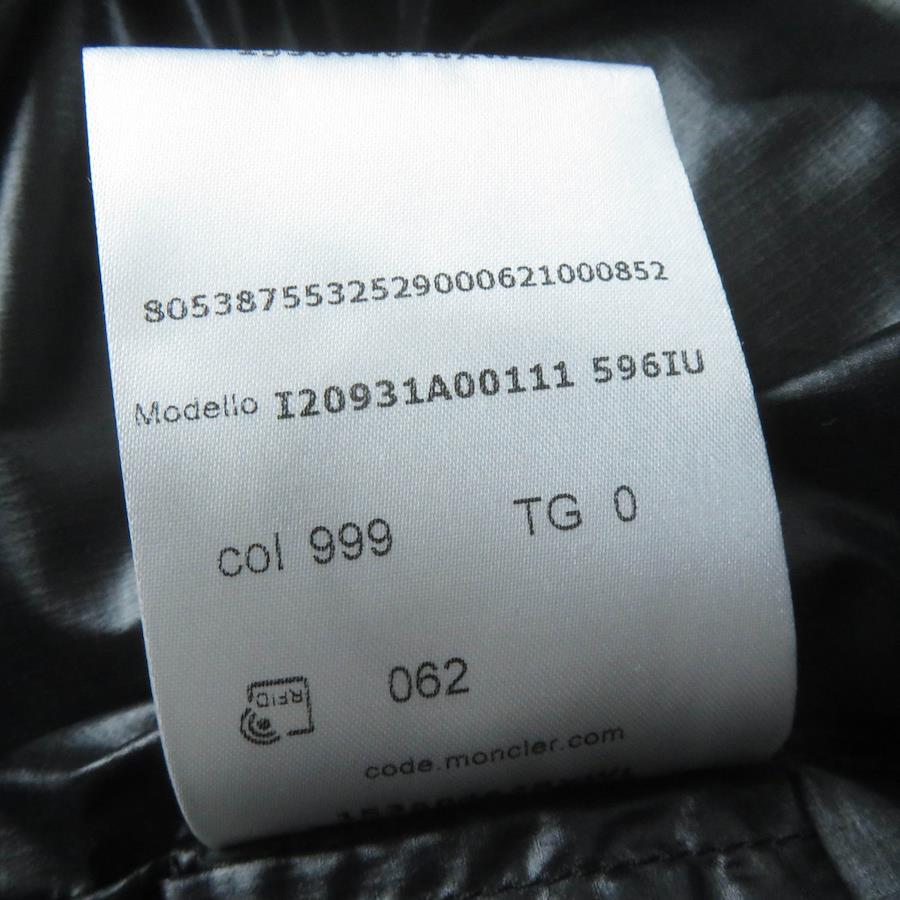 8053875532529000621000852
Modello I20931A00111 596IU
col 999 TG 0
RFID 062
code.moncler.com